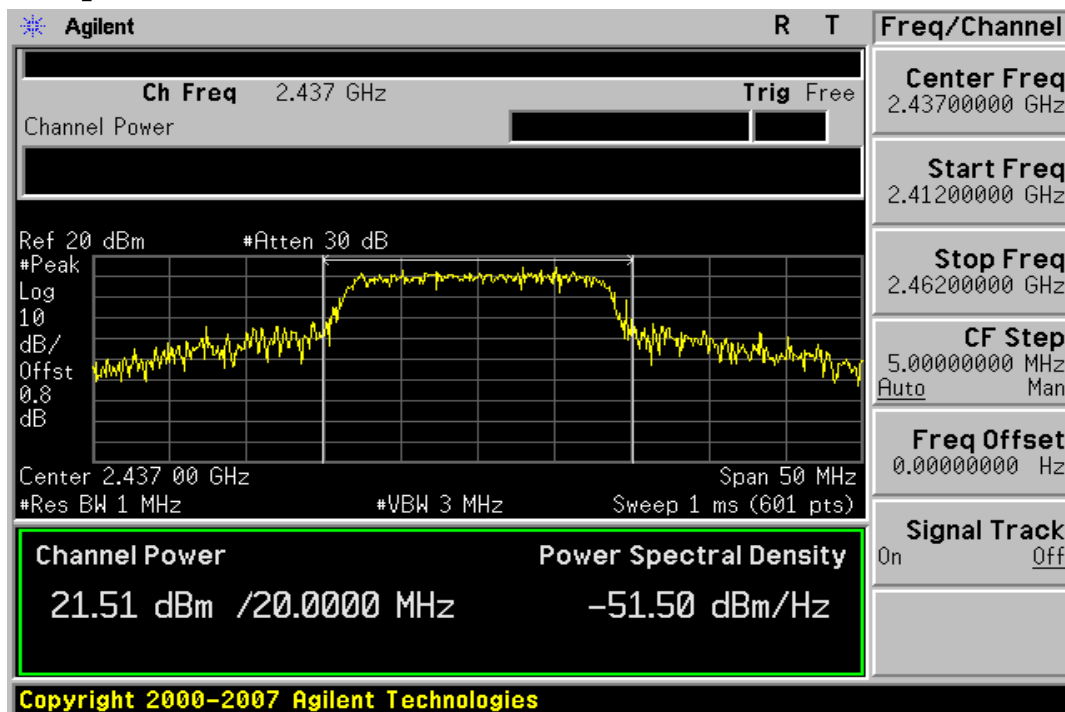 Agilent R T Freq/Channel
Ch Freq 2.437 GHz Trig Free
Channel Power
Center Freq
2.43700000 GHz
Start Freq
2.41200000 GHz
Ref 20 dBm #Atten 30 dB
#Peak
Log
10
dB/
Offst
0.8
dB
Stop Freq
2.46200000 GHz
CF Step
5.00000000 MHz
Auto Man
Freq Offset
0.00000000 Hz
Center 2.437 00 GHz Span 50 MHz
#Res BW 1 MHz #VBW 3 MHz Sweep 1 ms (601 pts)
Signal Track
On Off
Channel Power Power Spectral Density
21.51 dBm /20.0000 MHz -51.50 dBm/Hz
Copyright 2000-2007 Agilent Technologies